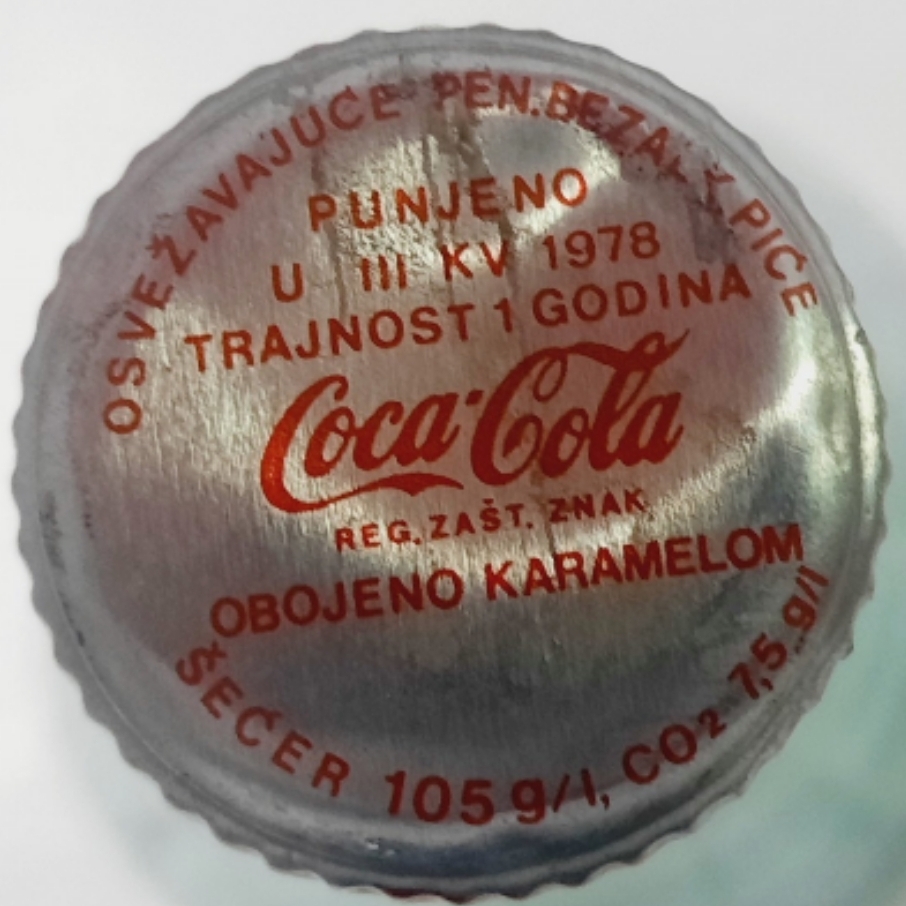 OSVEŽAVAJUĆE PEN.BEZALK PIĆE
PUNJENO
U III KV 1978
TRAJNOST 1 GODINA
Coca-Cola
REG. ZAŠT. ZNAK
OBOJENO KARAMELOM
ŠEĆER 105 g/l, CO2 7,5 g/l